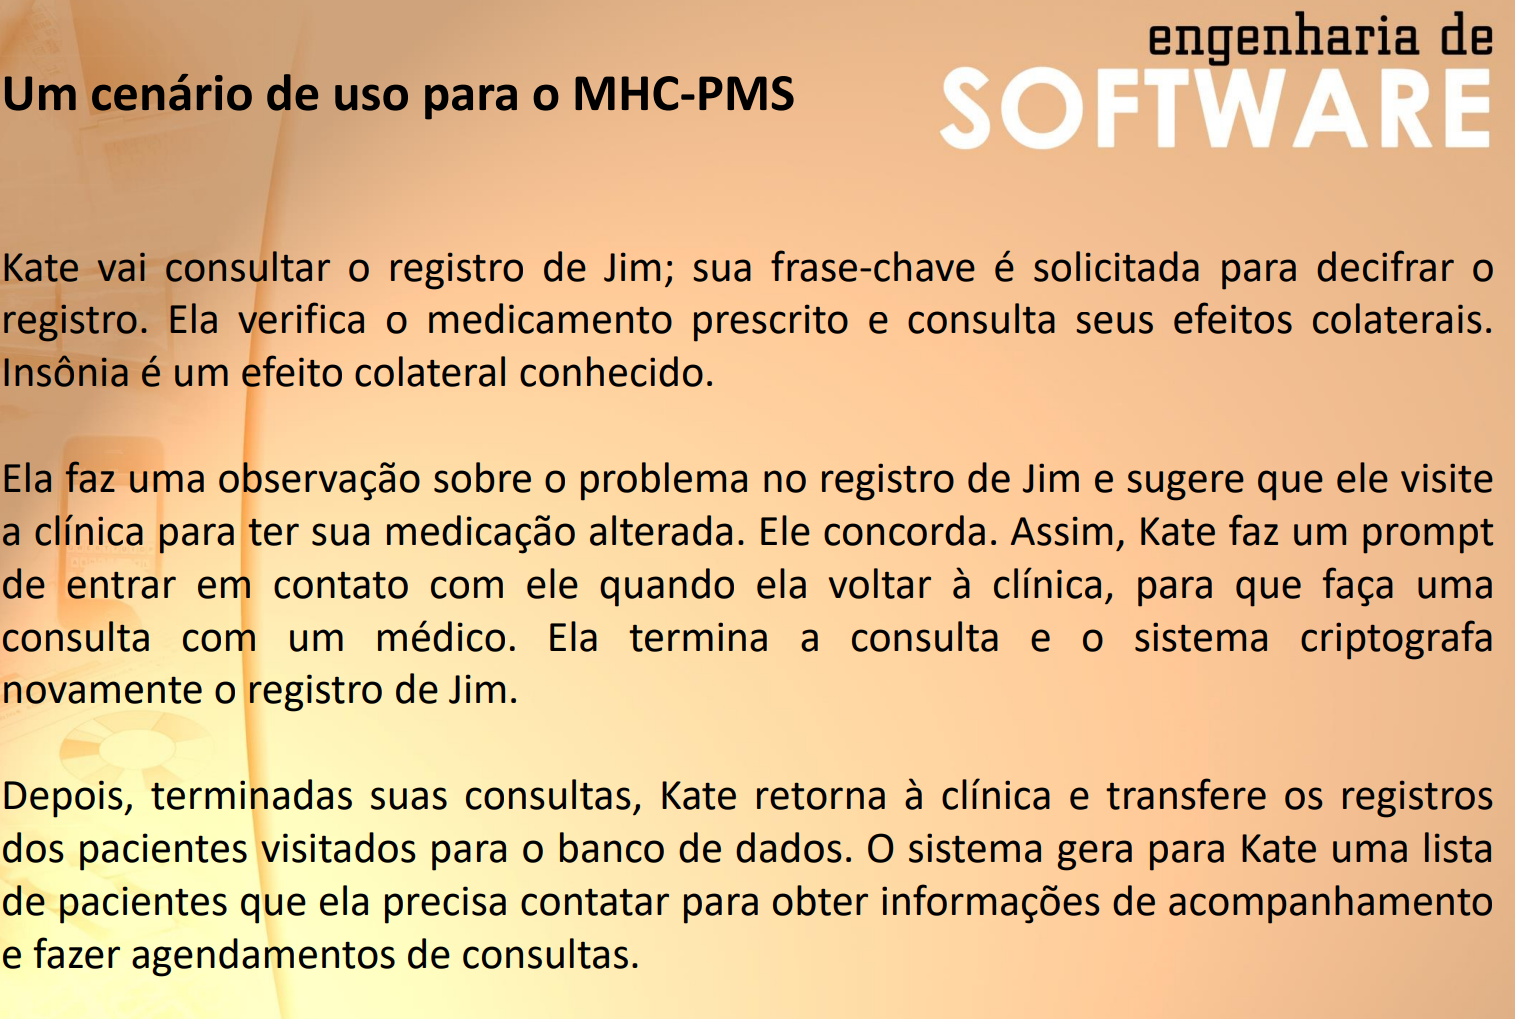 engenharia de
SOFTWARE
Um cenário de uso para o MHC-PMS
Kate vai consultar o registro de Jim; sua frase-chave é solicitada para decifrar o
registro. Ela verifica o medicamento prescrito e consulta seus efeitos colaterais.
Insônia é um efeito colateral conhecido.
Ela faz uma observação sobre o problema no registro de Jim e sugere que ele visite
a clínica para ter sua medicação alterada. Ele concorda. Assim, Kate faz um prompt
de entrar em contato com ele quando ela voltar à clínica, para que faça uma
consulta com um médico. Ela termina a consulta e o sistema criptografa
novamente o registro de Jim.
Depois, terminadas suas consultas, Kate retorna à clínica e transfere os registros
dos pacientes visitados para o banco de dados. O sistema gera para Kate uma lista
de pacientes que ela precisa contatar para obter informações de acompanhamento
e fazer agendamentos de consultas.